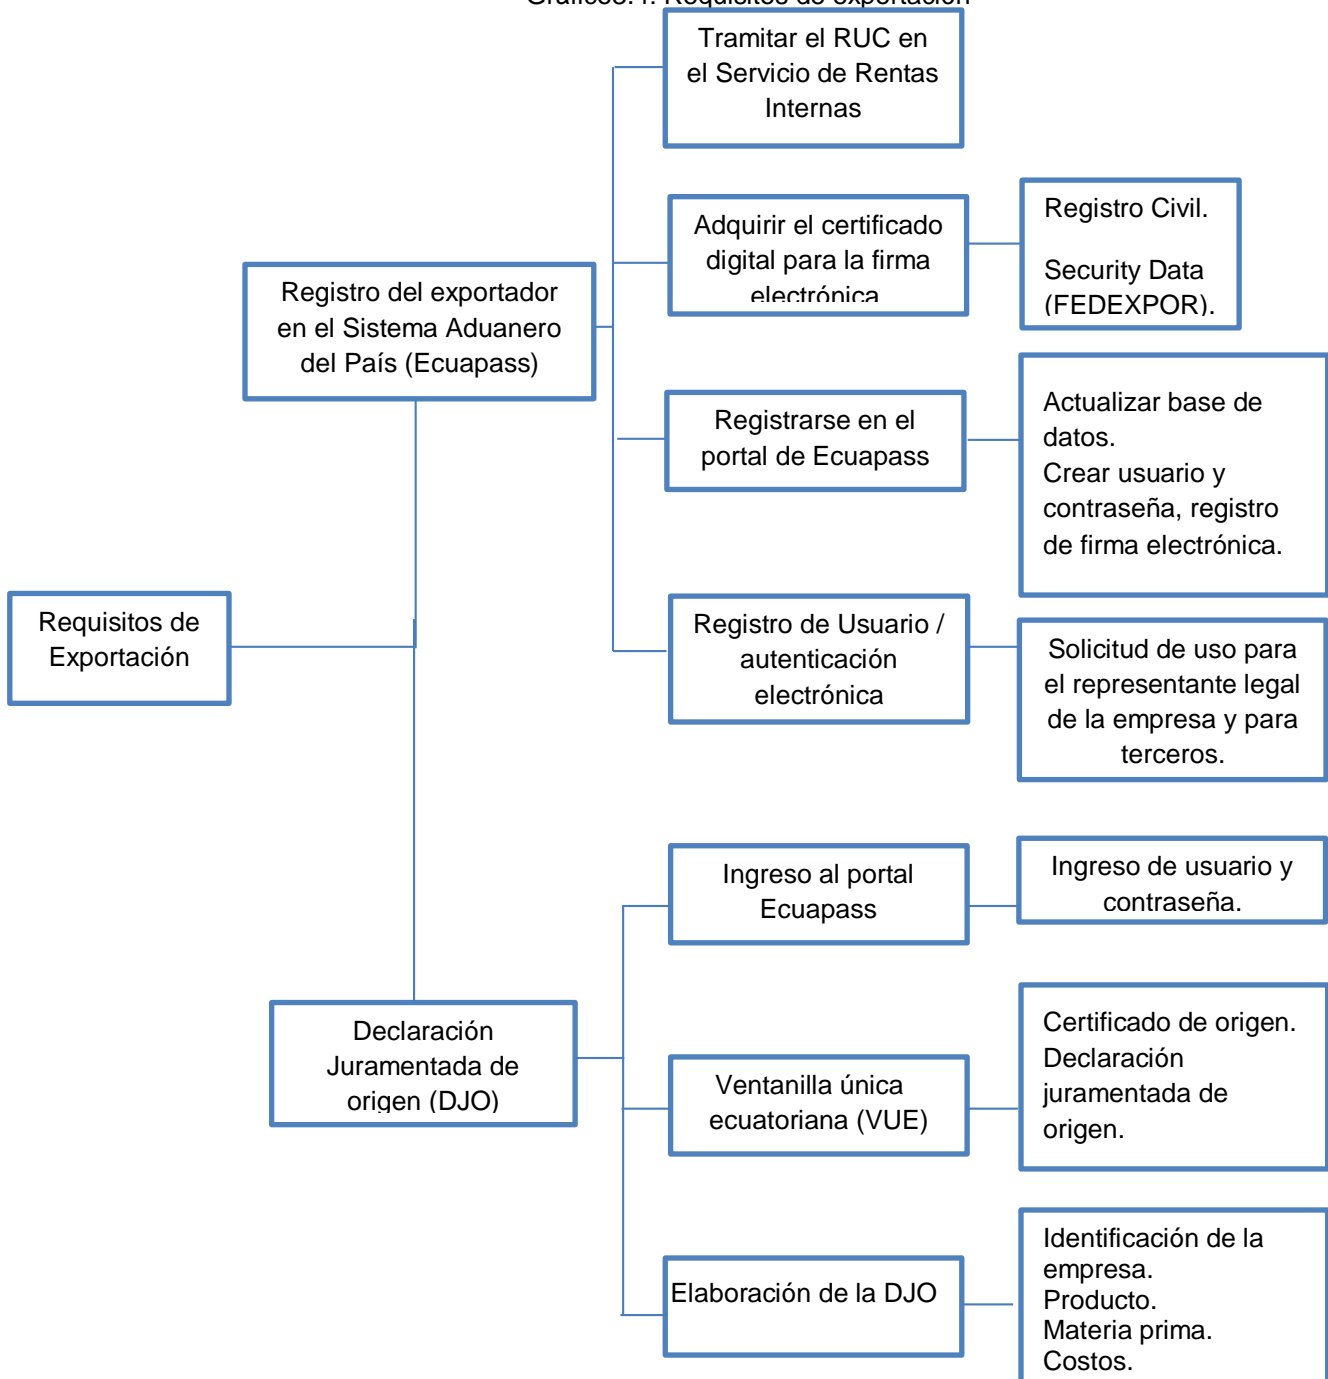 Gráfico3.1. Requisitos de exportación
Tramitar el RUC en
el Servicio de Rentas
Internas
Adquirir el certificado
digital para la firma
electrónica
Registro Civil.
Security Data
(FEDEXPOR).
Registro del exportador
en el Sistema Aduanero
del País (Ecuapass)
Registrarse en el
portal de Ecuapass
Actualizar base de
datos.
Crear usuario y
contraseña, registro
de firma electrónica.
Requisitos de
Exportación
Registro de Usuario /
autenticación
electrónica
Solicitud de uso para
el representante legal
de la empresa y para
terceros.
Ingreso al portal
Ecuapass
Ingreso de usuario y
contraseña.
Declaración
Juramentada de
origen (DJO)
Ventanilla única
ecuatoriana (VUE)
Certificado de origen.
Declaración
juramentada de
origen.
Elaboración de la DJO
Identificación de la
empresa.
Producto.
Materia prima.
Costos.